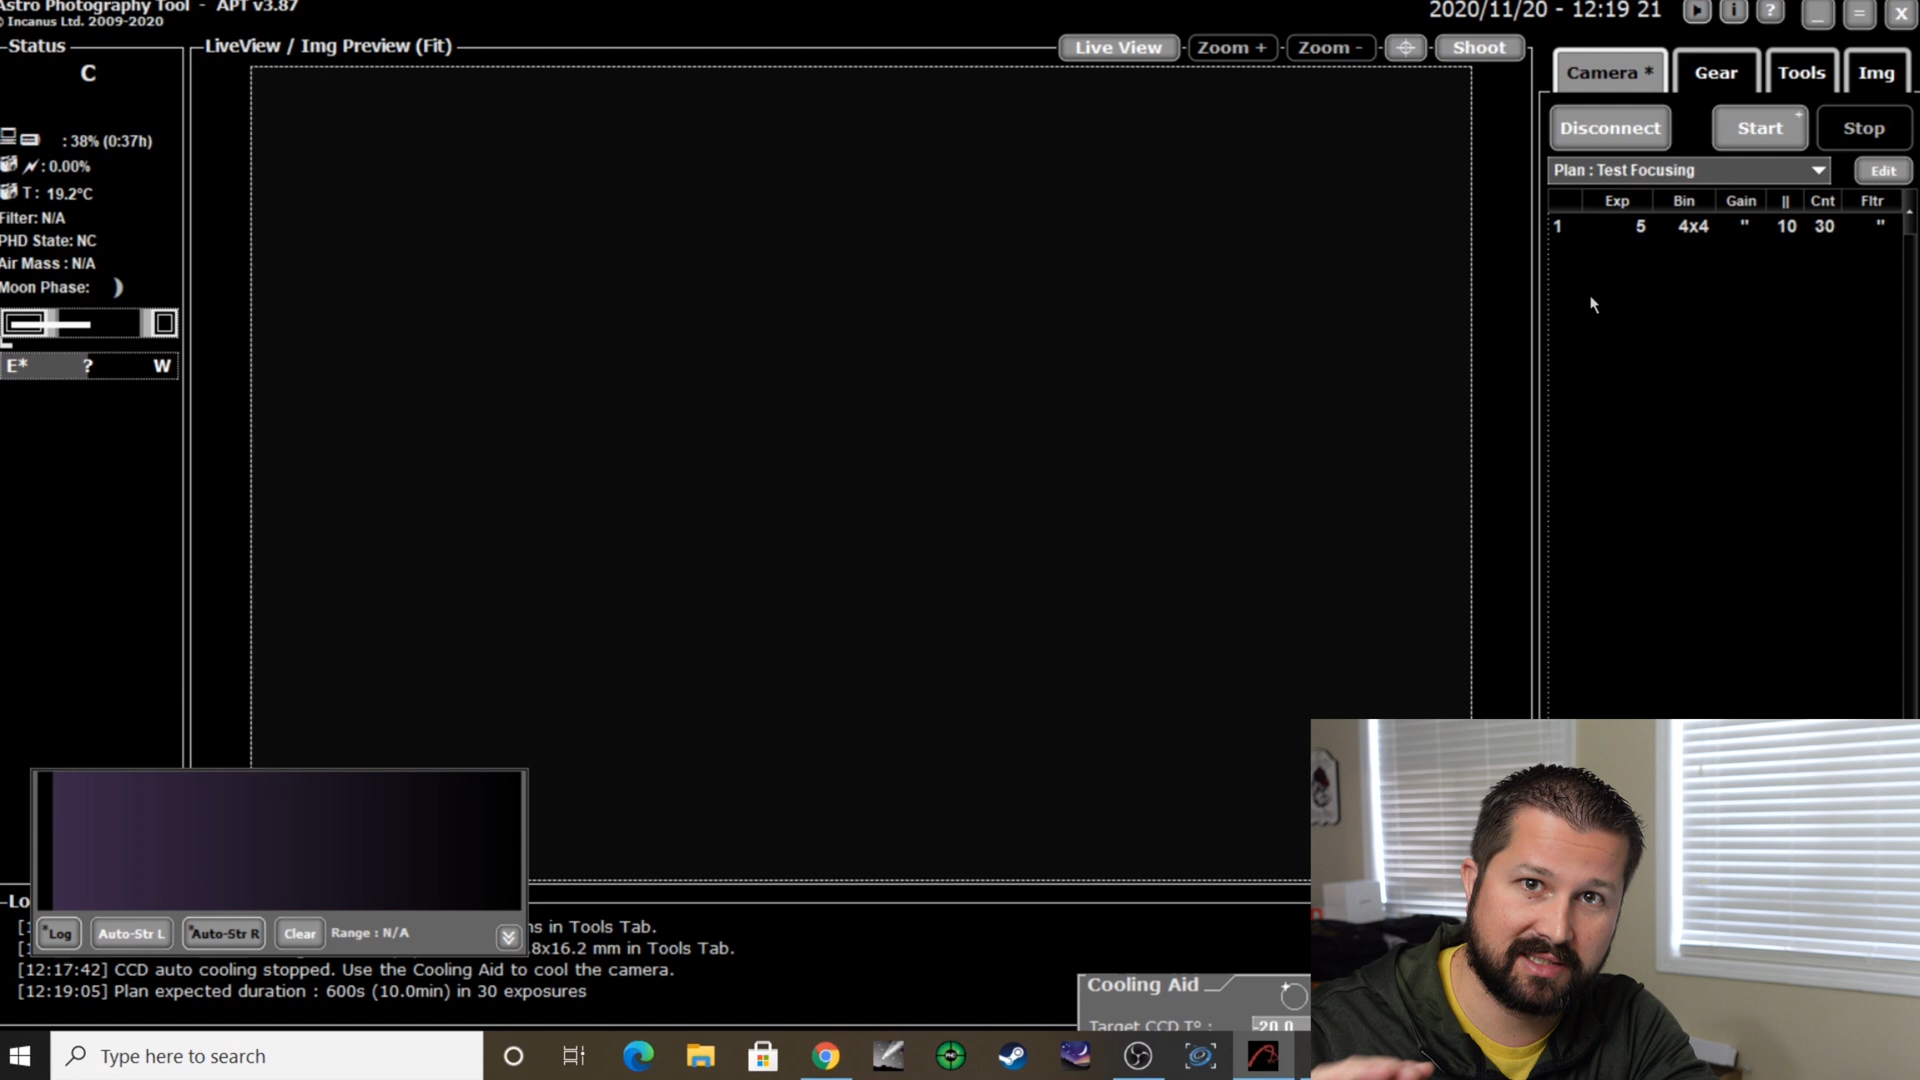 Astro Photography Tool - APT v3.87
© Incanus Ltd. 2009-2020
2020/11/20 - 12:19 21
i
?
_
=
X
Status
LiveView / Img Preview (Fit)
Live View
Zoom +
Zoom -
Shoot
C
Camera *
Gear
Tools
Img
: 38% (0:37h)
: 0.00%
T : 19.2°C
Filter: N/A
PHD State: NC
Air Mass : N/A
Moon Phase:
E* ? W
Disconnect
Start +
Stop
Plan : Test Focusing
Edit
Exp Bin Gain || Cnt Fltr
1 5 4x4 " 10 30 "
*Log
Auto-Str L
*Auto-Str R
Clear
Range : N/A
Lo
in Tools Tab.
8x16.2 mm in Tools Tab.
[12:17:42] CCD auto cooling stopped. Use the Cooling Aid to cool the camera.
[12:19:05] Plan expected duration : 600s (10.0min) in 30 exposures
Cooling Aid
Target CCD T° : -20.0
Type here to search